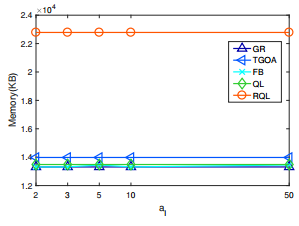 ×10⁴
2.4
2.2
2
1.8
1.6
1.4
1.2
Memory(KB)
GR
TGOA
FB
QL
RQL
2 3 5 10 50
a_l